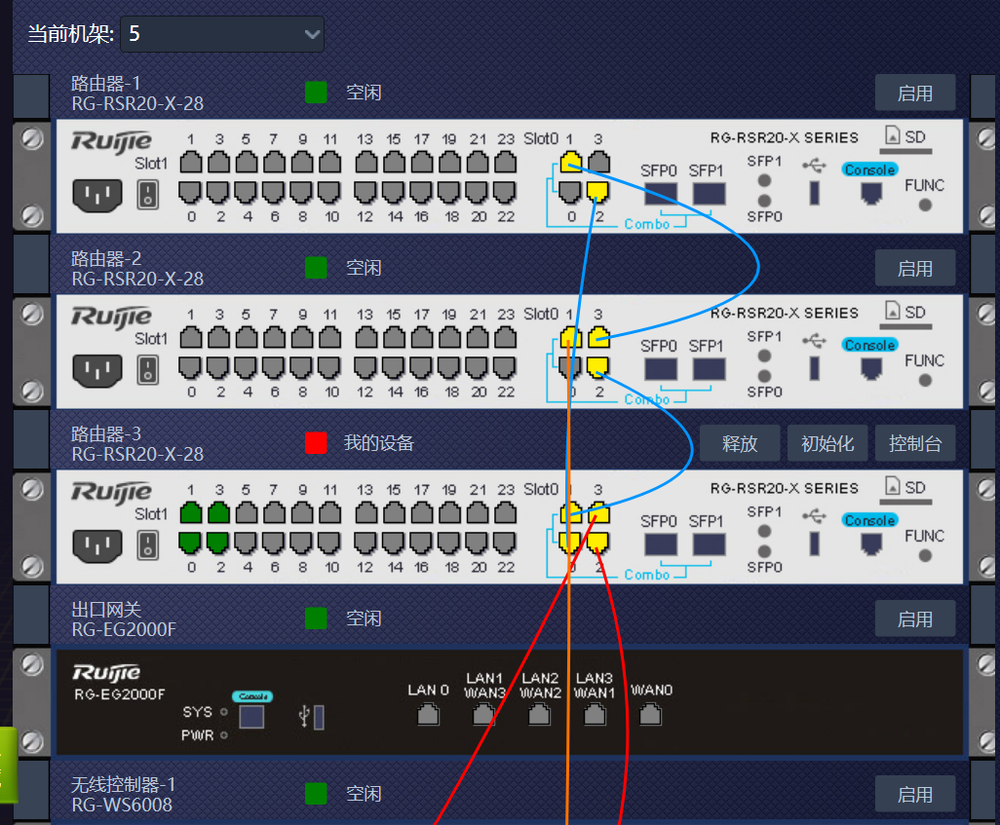 当前机架: 5
路由器-1
RG-RSR20-X-28
空闲
启用
Ruijie
1 3 5 7 9 11 13 15 17 19 21 23 Slot0 1 3
RG-RSR20-X SERIES
SD
Slot1
SFP0 SFP1
SFP1
Console
FUNC
0 2 4 6 8 10 12 14 16 18 20 22 0 2
Combo
SFP0
路由器-2
RG-RSR20-X-28
空闲
启用
Ruijie
1 3 5 7 9 11 13 15 17 19 21 23 Slot0 1 3
RG-RSR20-X SERIES
SD
Slot1
SFP0 SFP1
SFP1
Console
FUNC
0 2 4 6 8 10 12 14 16 18 20 22 0 2
Combo
SFP0
路由器-3
RG-RSR20-X-28
我的设备
释放 初始化 控制台
Ruijie
1 3 5 7 9 11 13 15 17 19 21 23 Slot0 1 3
RG-RSR20-X SERIES
SD
Slot1
SFP0 SFP1
SFP1
Console
FUNC
0 2 4 6 8 10 12 14 16 18 20 22 0 2
Combo
SFP0
出口网关
RG-EG2000F
空闲
启用
Ruijie
RG-EG2000F
Console
SYS
PWR
LAN 0
LAN1 LAN2 LAN3
WAN3 WAN2 WAN1 WAN0
无线控制器-1
RG-WS6008
空闲
启用